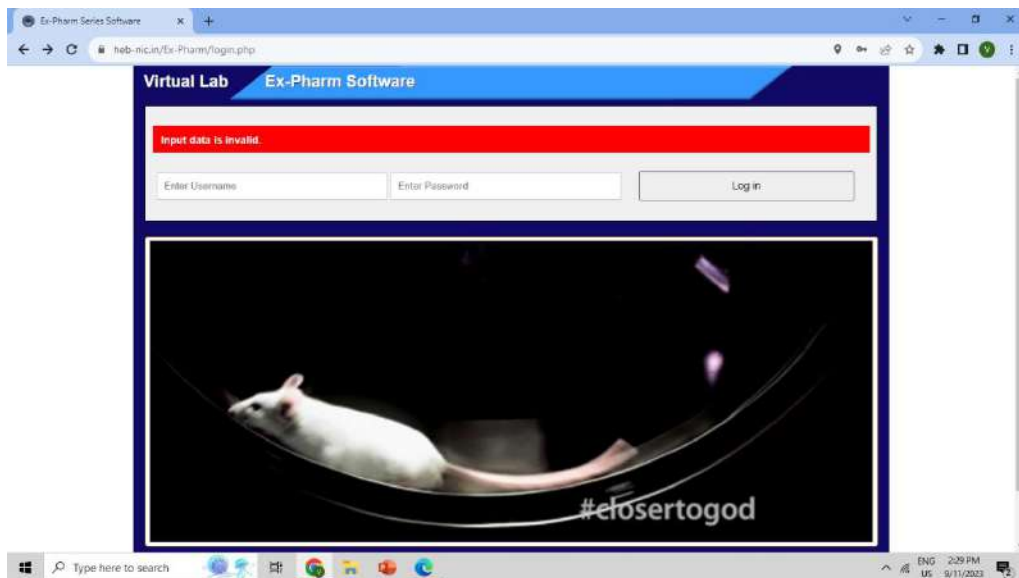 Ex-Pharm Series Software
heb-nic.in/Ex-Pharm/login.php
Virtual Lab Ex-Pharm Software
Input data is invalid.
Enter Username Enter Password Log in
#closertogod
Type here to search
ENG 2:29 PM
US 9/11/2023